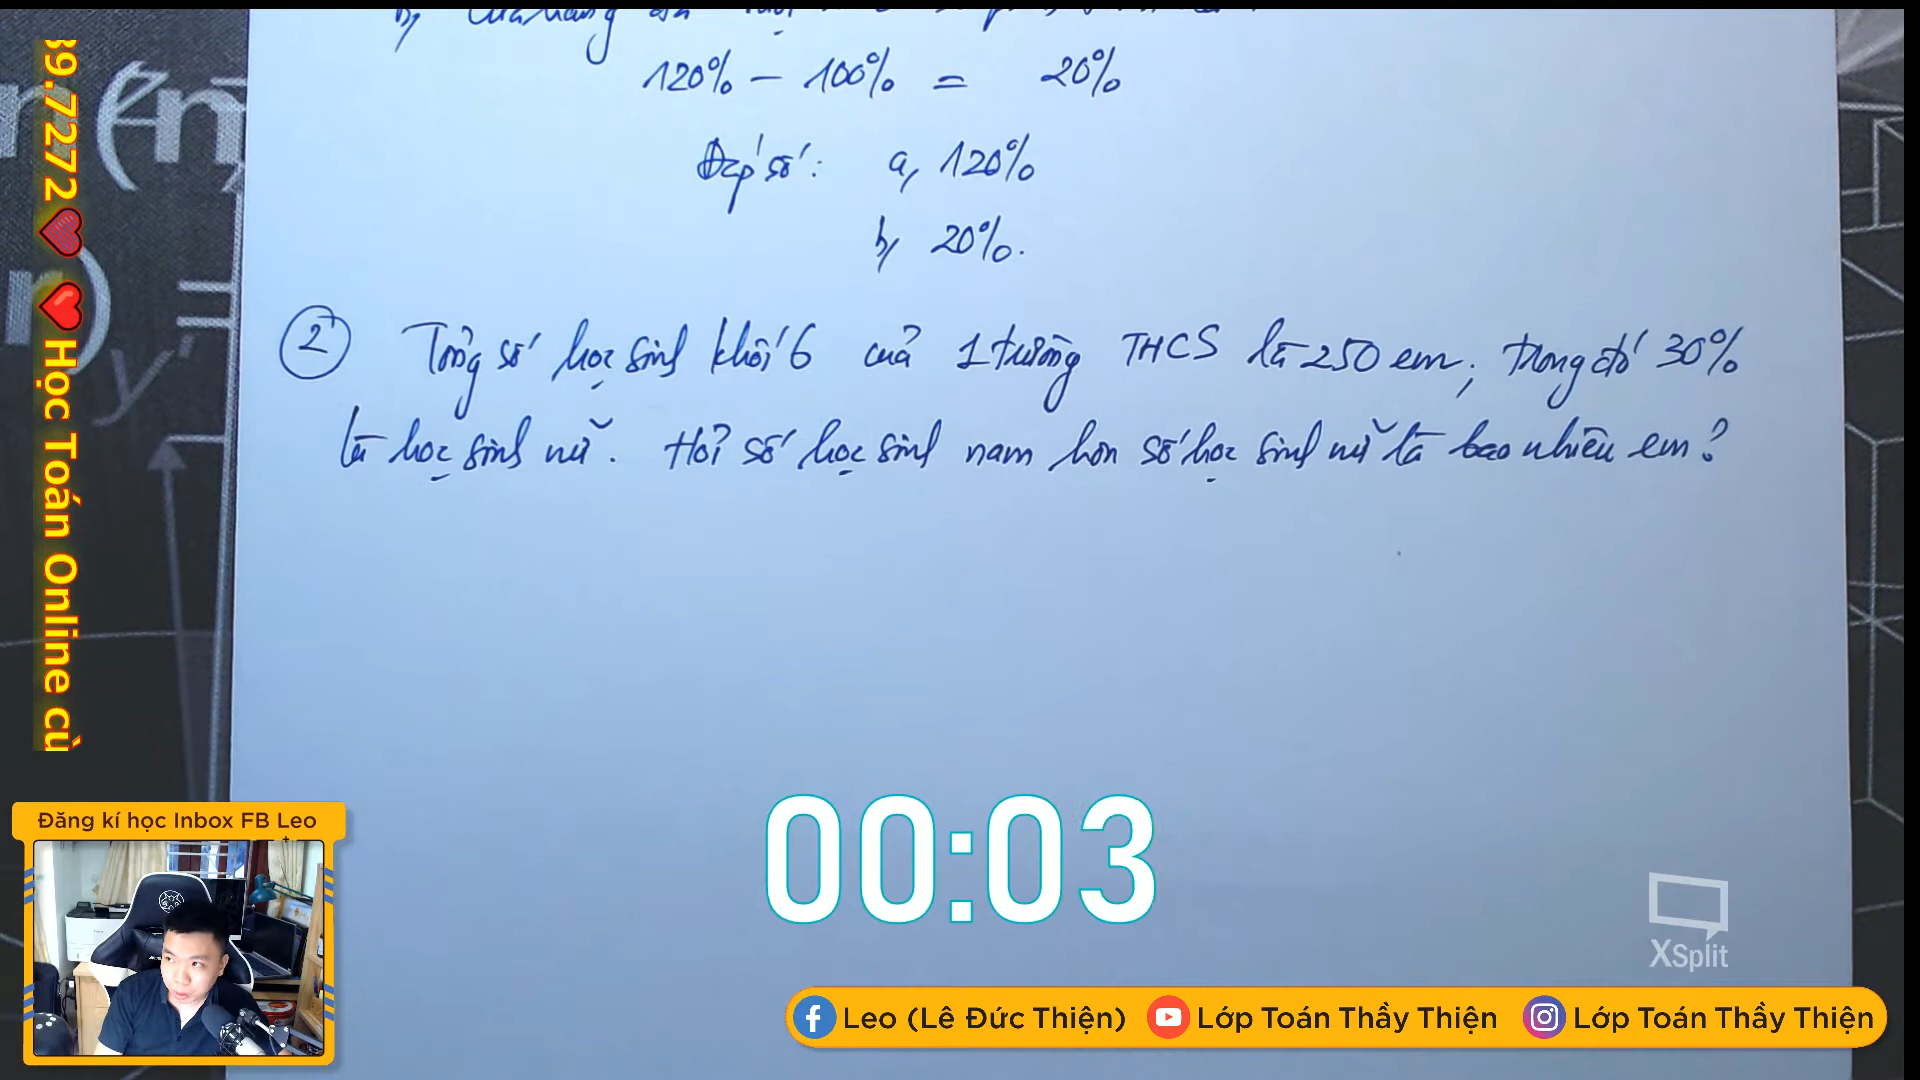 120% - 100% = 20%
Đáp số: a, 120%
b, 20%.
2 Tổng số học sinh khối 6 của 1 trường THCS là 250 em; trong đó 30%
là học sinh nữ. Hỏi số học sinh nam hơn số học sinh nữ là bao nhiêu em?
39.7272 ❤ ❤ Học Toán Online cù
00:03
XSplit
Đăng kí học Inbox FB Leo
Leo (Lê Đức Thiện) Lớp Toán Thầy Thiện Lớp Toán Thầy Thiện